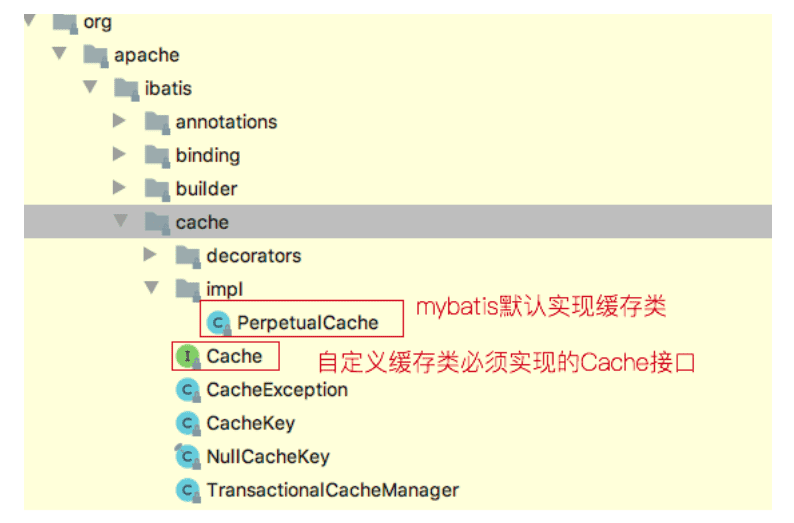 org
apache
ibatis
annotations
binding
builder
cache
decorators
impl
PerpetualCache mybatis默认实现缓存类
Cache 自定义缓存类必须实现的Cache接口
CacheException
CacheKey
NullCacheKey
TransactionalCacheManager